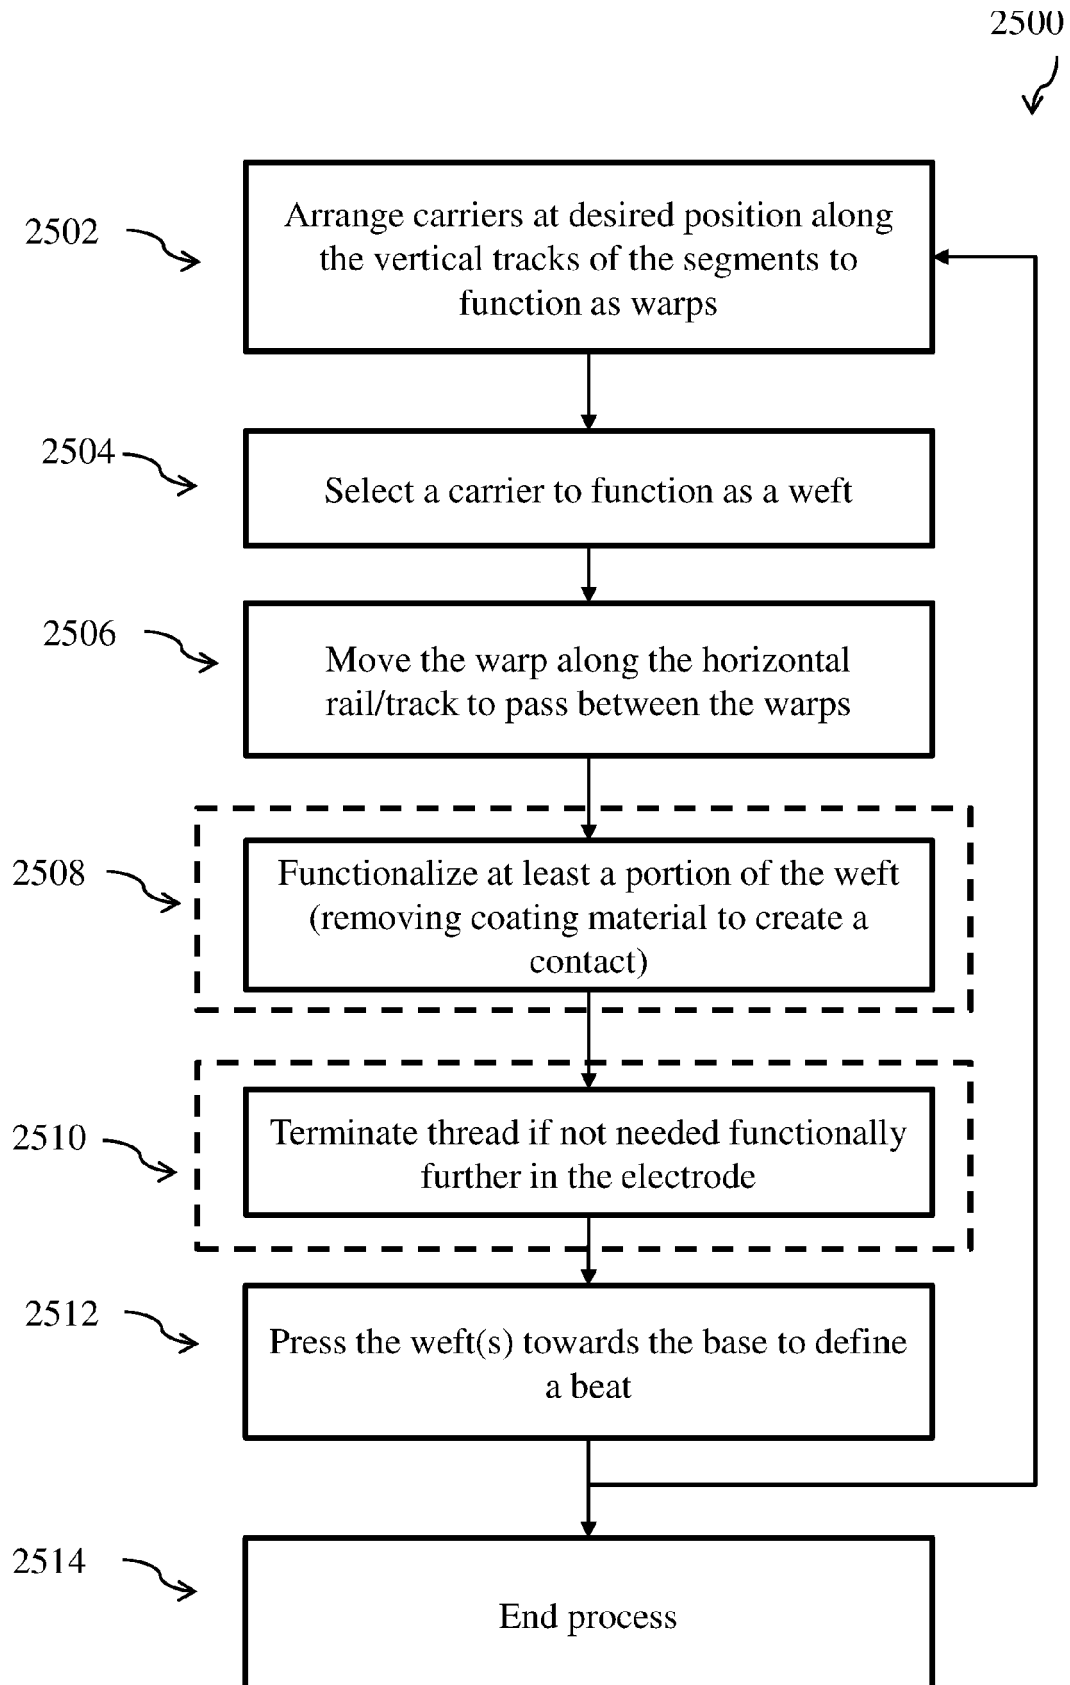 2500
2502
Arrange carriers at desired position along
the vertical tracks of the segments to
function as warps
2504
Select a carrier to function as a weft
2506
Move the warp along the horizontal
rail/track to pass between the warps
2508
Functionalize at least a portion of the weft
(removing coating material to create a
contact)
2510
Terminate thread if not needed functionally
further in the electrode
2512
Press the weft(s) towards the base to define
a beat
2514
End process